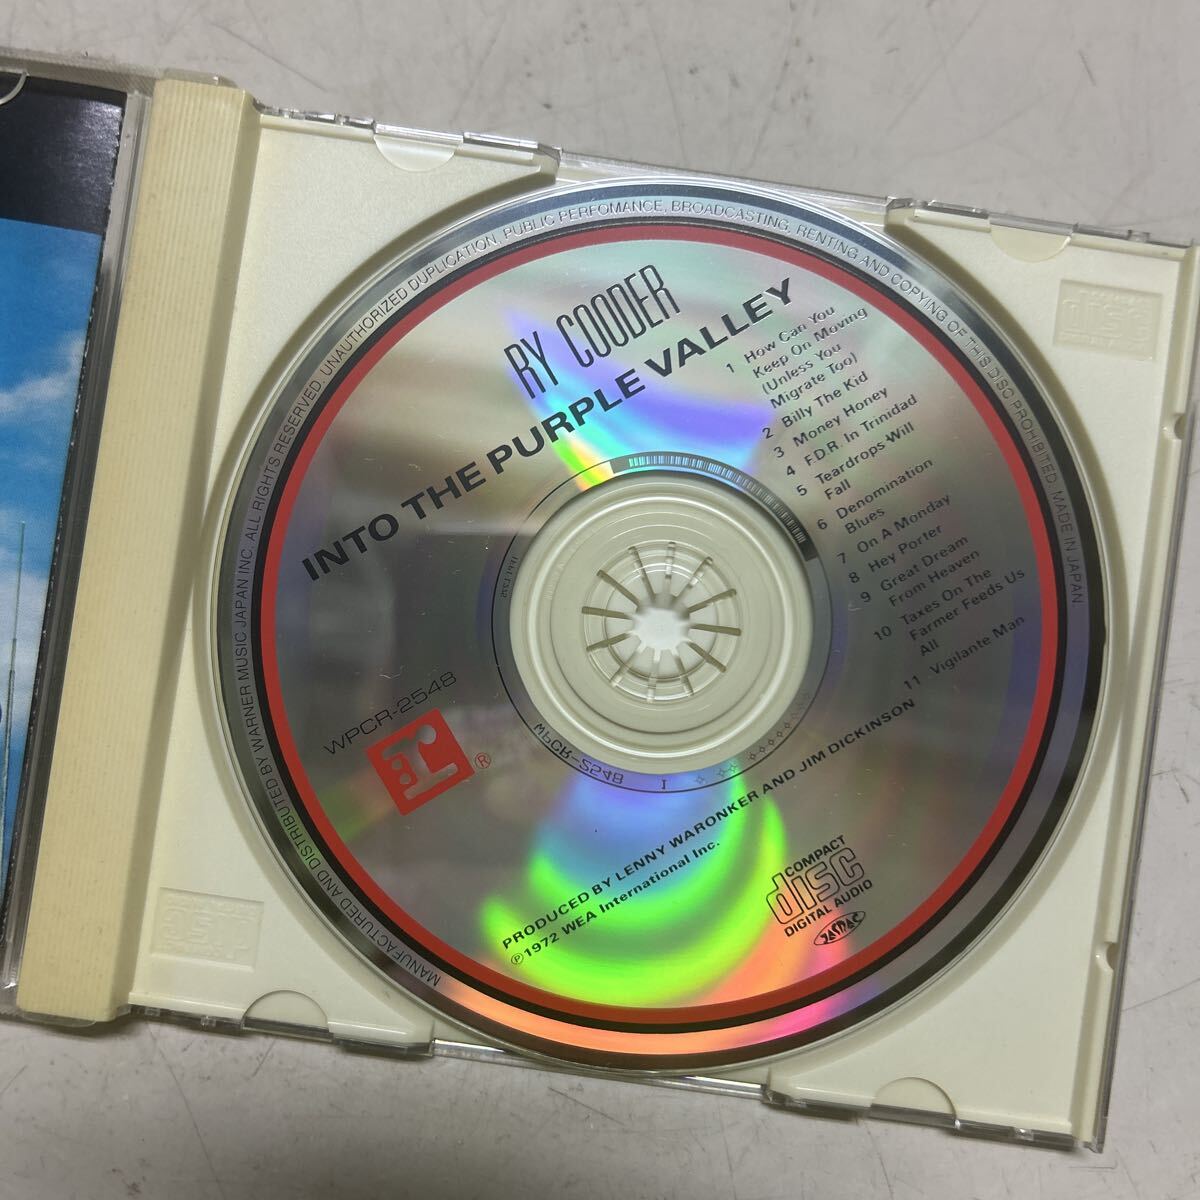 RY COODER
INTO THE PURPLE VALLEY
1 How Can You
Keep On Moving
(Unless You
Migrate Too)
2 Billy The Kid
3 Money Honey
4 F.D.R. In Trinidad
5 Teardrops Will
Fall
6 Denomination
Blues
7 On A Monday
8 Hey Porter
9 Great Dream
From Heaven
10 Taxes On The
Farmer Feeds Us
All
11 Vigilante Man
WPCR-2548
r
®
WPCR-2548 1
PRODUCED BY LENNY WARONKER AND JIM DICKINSON
℗1972 WEA International Inc.
COMPACT
disc
DIGITAL AUDIO
JASRAC
MANUFACTURED AND DISTRIBUTED BY WARNER MUSIC JAPAN INC. ALL RIGHTS RESERVED. UNAUTHORIZED DUPLICATION, PUBLIC PERFOMANCE, BROADCASTING, RENTING AND COPYING OF THIS DISC PROHIBITED. MADE IN JAPAN.